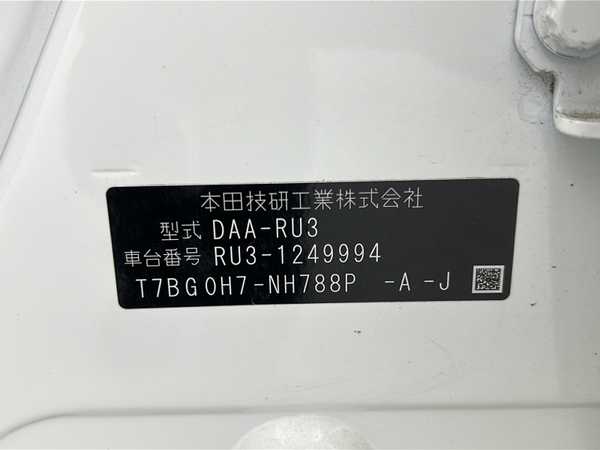 本田技研工業株式会社
型式 DAA-RU3
車台番号 RU3-1249994
T7BG0H7-NH788P -A -J